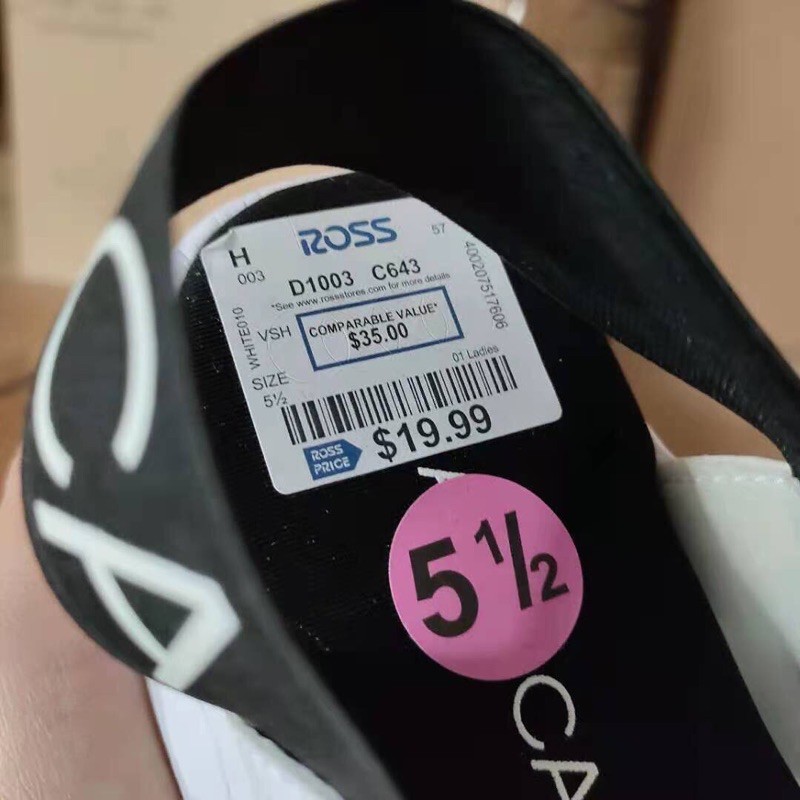 CA
ROSS
57
H
003
D1003 C643
*See www.rossstores.com for more details
400207517606
WHITE010
VSH
COMPARABLE VALUE*
$35.00
SIZE
5½
01 Ladies
ROSS
PRICE
$19.99
5½
CA